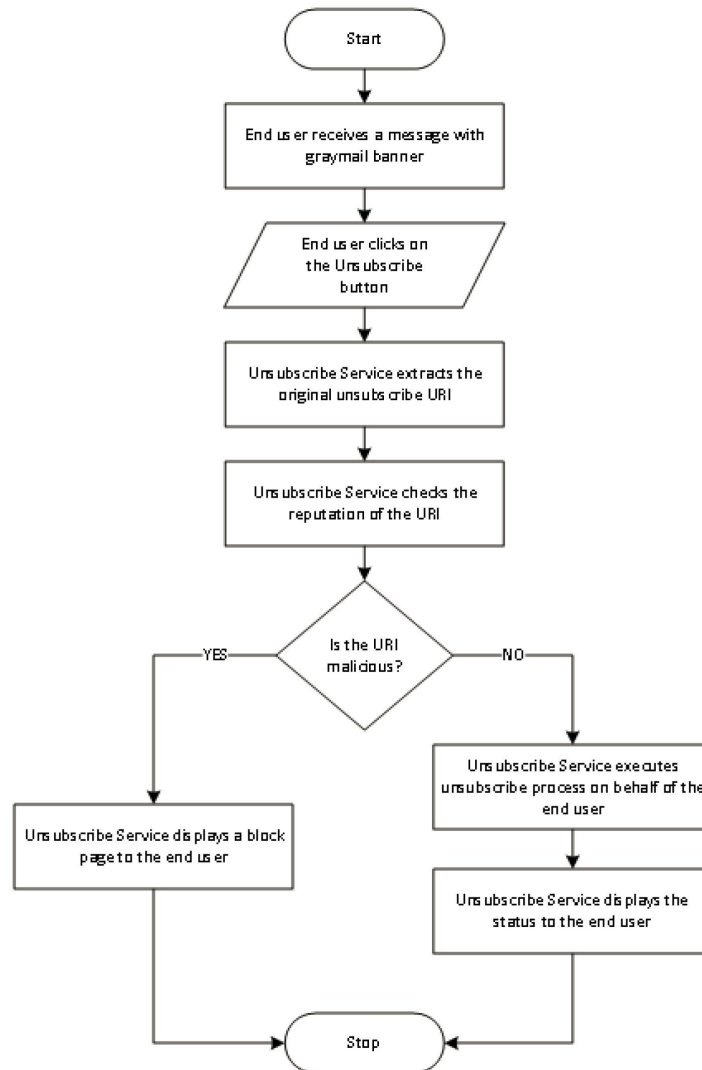 Start
End user receives a message with
graymail banner
End user clicks on
the Unsubscribe
button
Unsubscribe Service extracts the
original unsubscribe URI
Unsubscribe Service checks the
reputation of the URI
Is the URI
malicious?
YES
NO
Unsubscribe Service executes
unsubscribe process on behalf of the
end user
Unsubscribe Service displays a block
page to the end user
Unsubscribe Service displays the
status to the end user
Stop